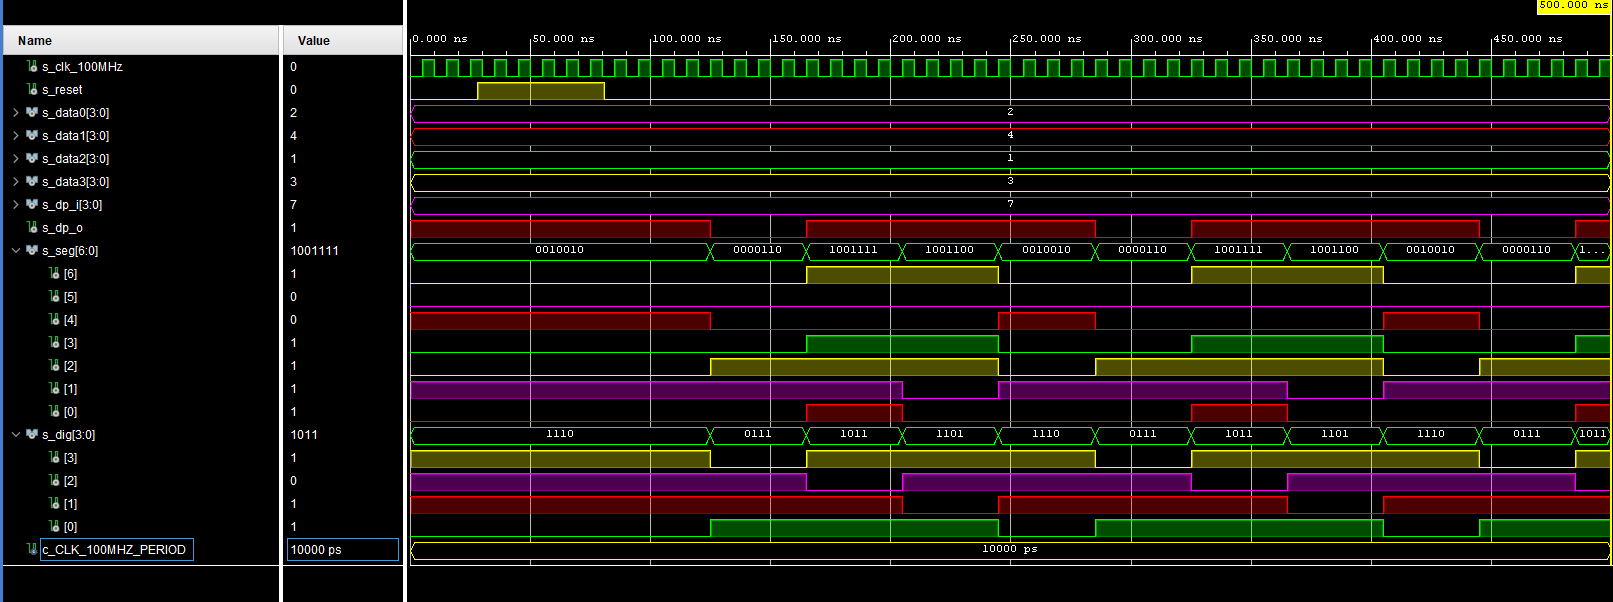 500.000 ns
Name Value 0.000 ns 50.000 ns 100.000 ns 150.000 ns 200.000 ns 250.000 ns 300.000 ns 350.000 ns 400.000 ns 450.000 ns
s_clk_100MHz 0
s_reset 0
s_data0[3:0] 2 2
s_data1[3:0] 4 4
s_data2[3:0] 1 1
s_data3[3:0] 3 3
s_dp_i[3:0] 7 7
s_dp_o 1
s_seg[6:0] 1001111 0010010 0000110 1001111 1001100 0010010 0000110 1001111 1001100 0010010 0000110 1...
[6] 1
[5] 0
[4] 0
[3] 1
[2] 1
[1] 1
[0] 1
s_dig[3:0] 1011 1110 0111 1011 1101 1110 0111 1011 1101 1110 0111 1011
[3] 1
[2] 0
[1] 1
[0] 1
c_CLK_100MHZ_PERIOD 10000 ps 10000 ps